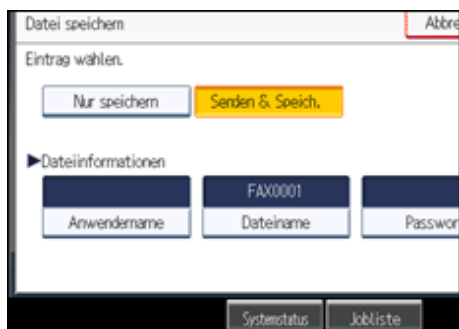 Datei speichern Abbre
Eintrag wählen.
Nur speichern Senden & Speich.
▶Dateiinformationen
FAX0001
Anwendername Dateiname Passwor
Systemstatus Jobliste